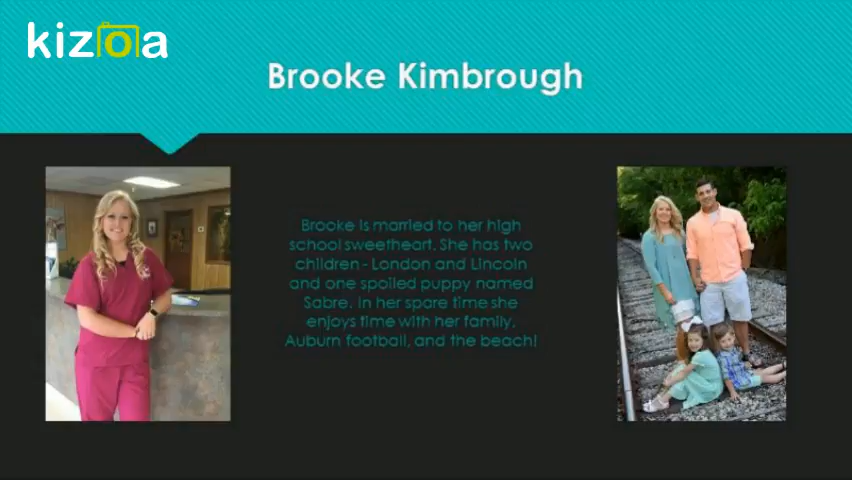 kizoa
Brooke Kimbrough
Brooke is married to her high
school sweetheart. She has two
children - London and Lincoln
and one spoiled puppy named
Sabre. In her spare time she
enjoys time with her family,
Auburn football, and the beach!